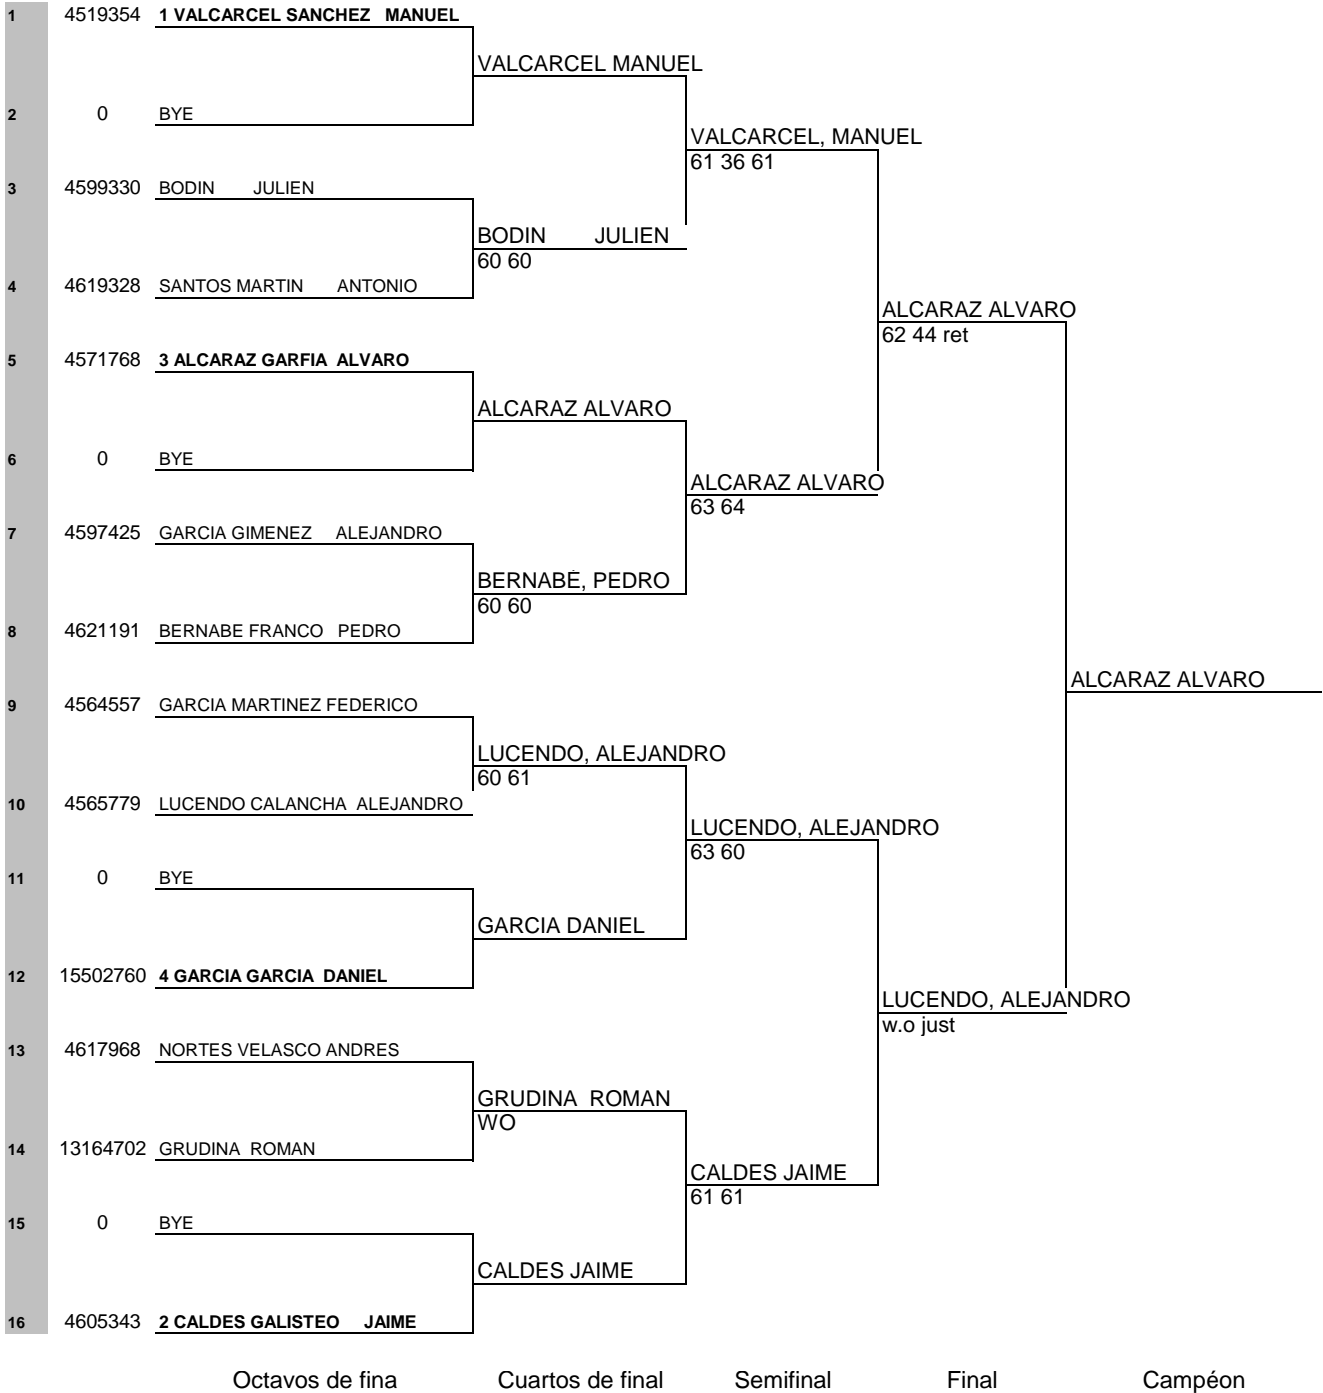 1 4519354 1 VALCARCEL SANCHEZ MANUEL
VALCARCEL MANUEL
2 0 BYE
VALCARCEL, MANUEL
61 36 61
3 4599330 BODIN JULIEN
BODIN JULIEN
60 60
4 4619328 SANTOS MARTIN ANTONIO
ALCARAZ ALVARO
62 44 ret
5 4571768 3 ALCARAZ GARFIA ALVARO
ALCARAZ ALVARO
6 0 BYE
ALCARAZ ALVARO
63 64
7 4597425 GARCIA GIMENEZ ALEJANDRO
BERNABÉ, PEDRO
60 60
8 4621191 BERNABE FRANCO PEDRO
ALCARAZ ALVARO
9 4564557 GARCIA MARTINEZ FEDERICO
LUCENDO, ALEJANDRO
60 61
10 4565779 LUCENDO CALANCHA ALEJANDRO
LUCENDO, ALEJANDRO
63 60
11 0 BYE
GARCIA DANIEL
12 15502760 4 GARCIA GARCIA DANIEL
LUCENDO, ALEJANDRO
w.o just
13 4617968 NORTES VELASCO ANDRES
GRUDINA ROMAN
WO
14 13164702 GRUDINA ROMAN
CALDES JAIME
61 61
15 0 BYE
CALDES JAIME
16 4605343 2 CALDES GALISTEO JAIME
Octavos de fina Cuartos de final Semifinal Final Campéon